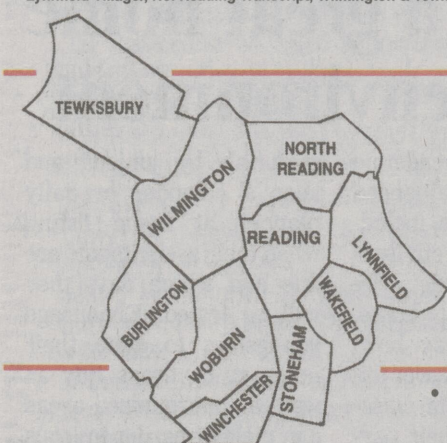 TEWKSBURY
NORTH
READING
WILMINGTON
READING
LYNNFIELD
BURLINGTON
WAKEFIELD
WOBURN
STONEHAM
WINCHESTER